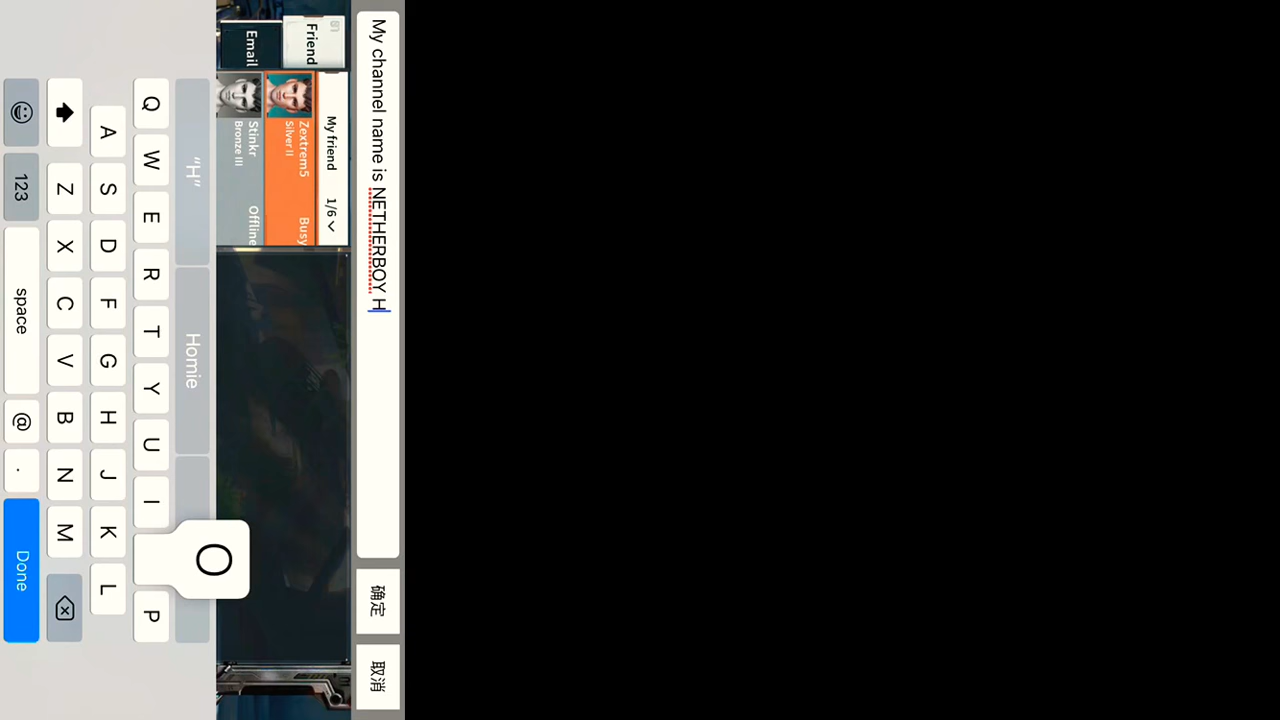 My channel name is NETHERBOY H
确定
取消
Friend
Email
My friend 1/6
Zextrem5
Silver II
Busy
Stinkr
Bronze III
Offline
"H"
Homie
Q W E R T Y U I O P
A S D F G H J K L
Z X C V B N M
123
space
@
.
Done